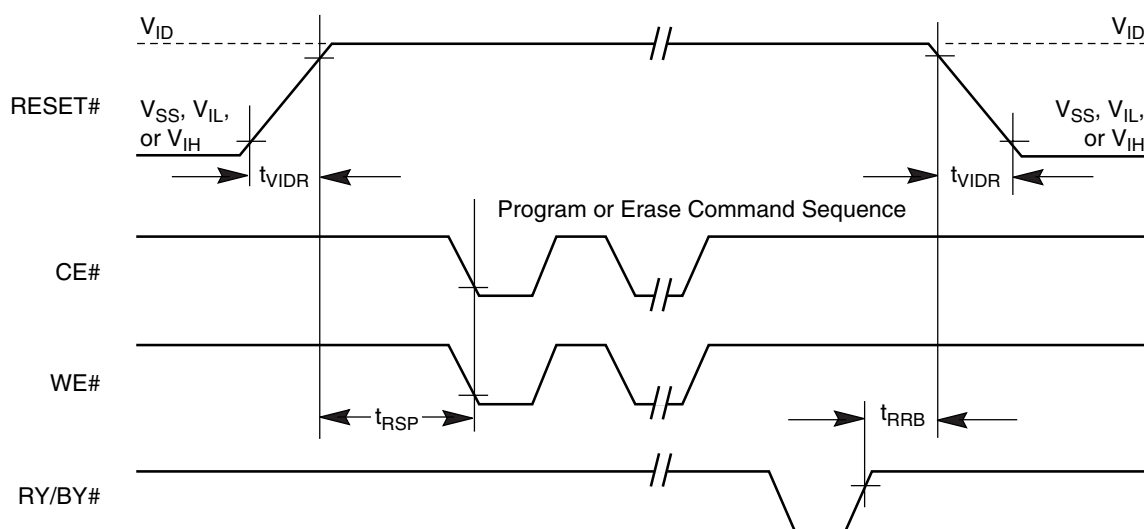 V_ID V_ID
RESET#
V_SS, V_IL,
or V_IH
V_SS, V_IL,
or V_IH
t_VIDR t_VIDR
Program or Erase Command Sequence
CE#
WE#
t_RSP t_RRB
RY/BY#